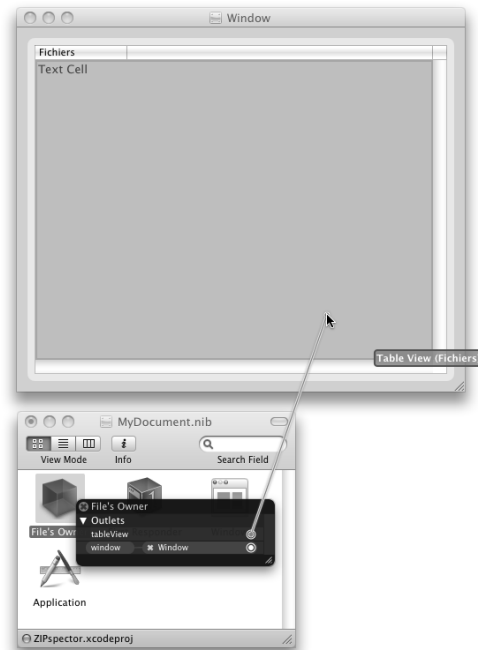 Window
Fichiers
Text Cell
Table View (Fichiers
MyDocument.nib
View Mode
Info
Search Field
File's Owner
Outlets
File's Own
tableView
window
Window
Application
ZIPspector.xcodeproj